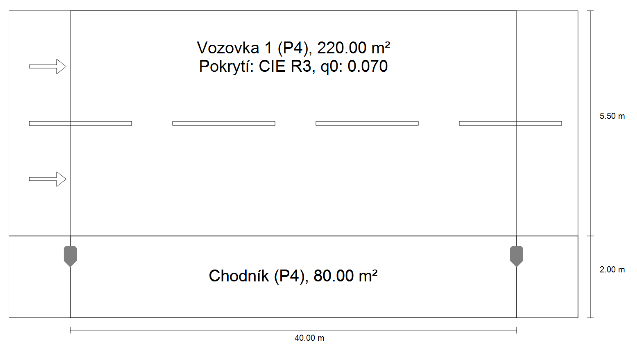 Vozovka 1 (P4), 220.00 m²
Pokrytí: CIE R3, q0: 0.070
5.50 m
Chodník (P4), 80.00 m²
2.00 m
40.00 m